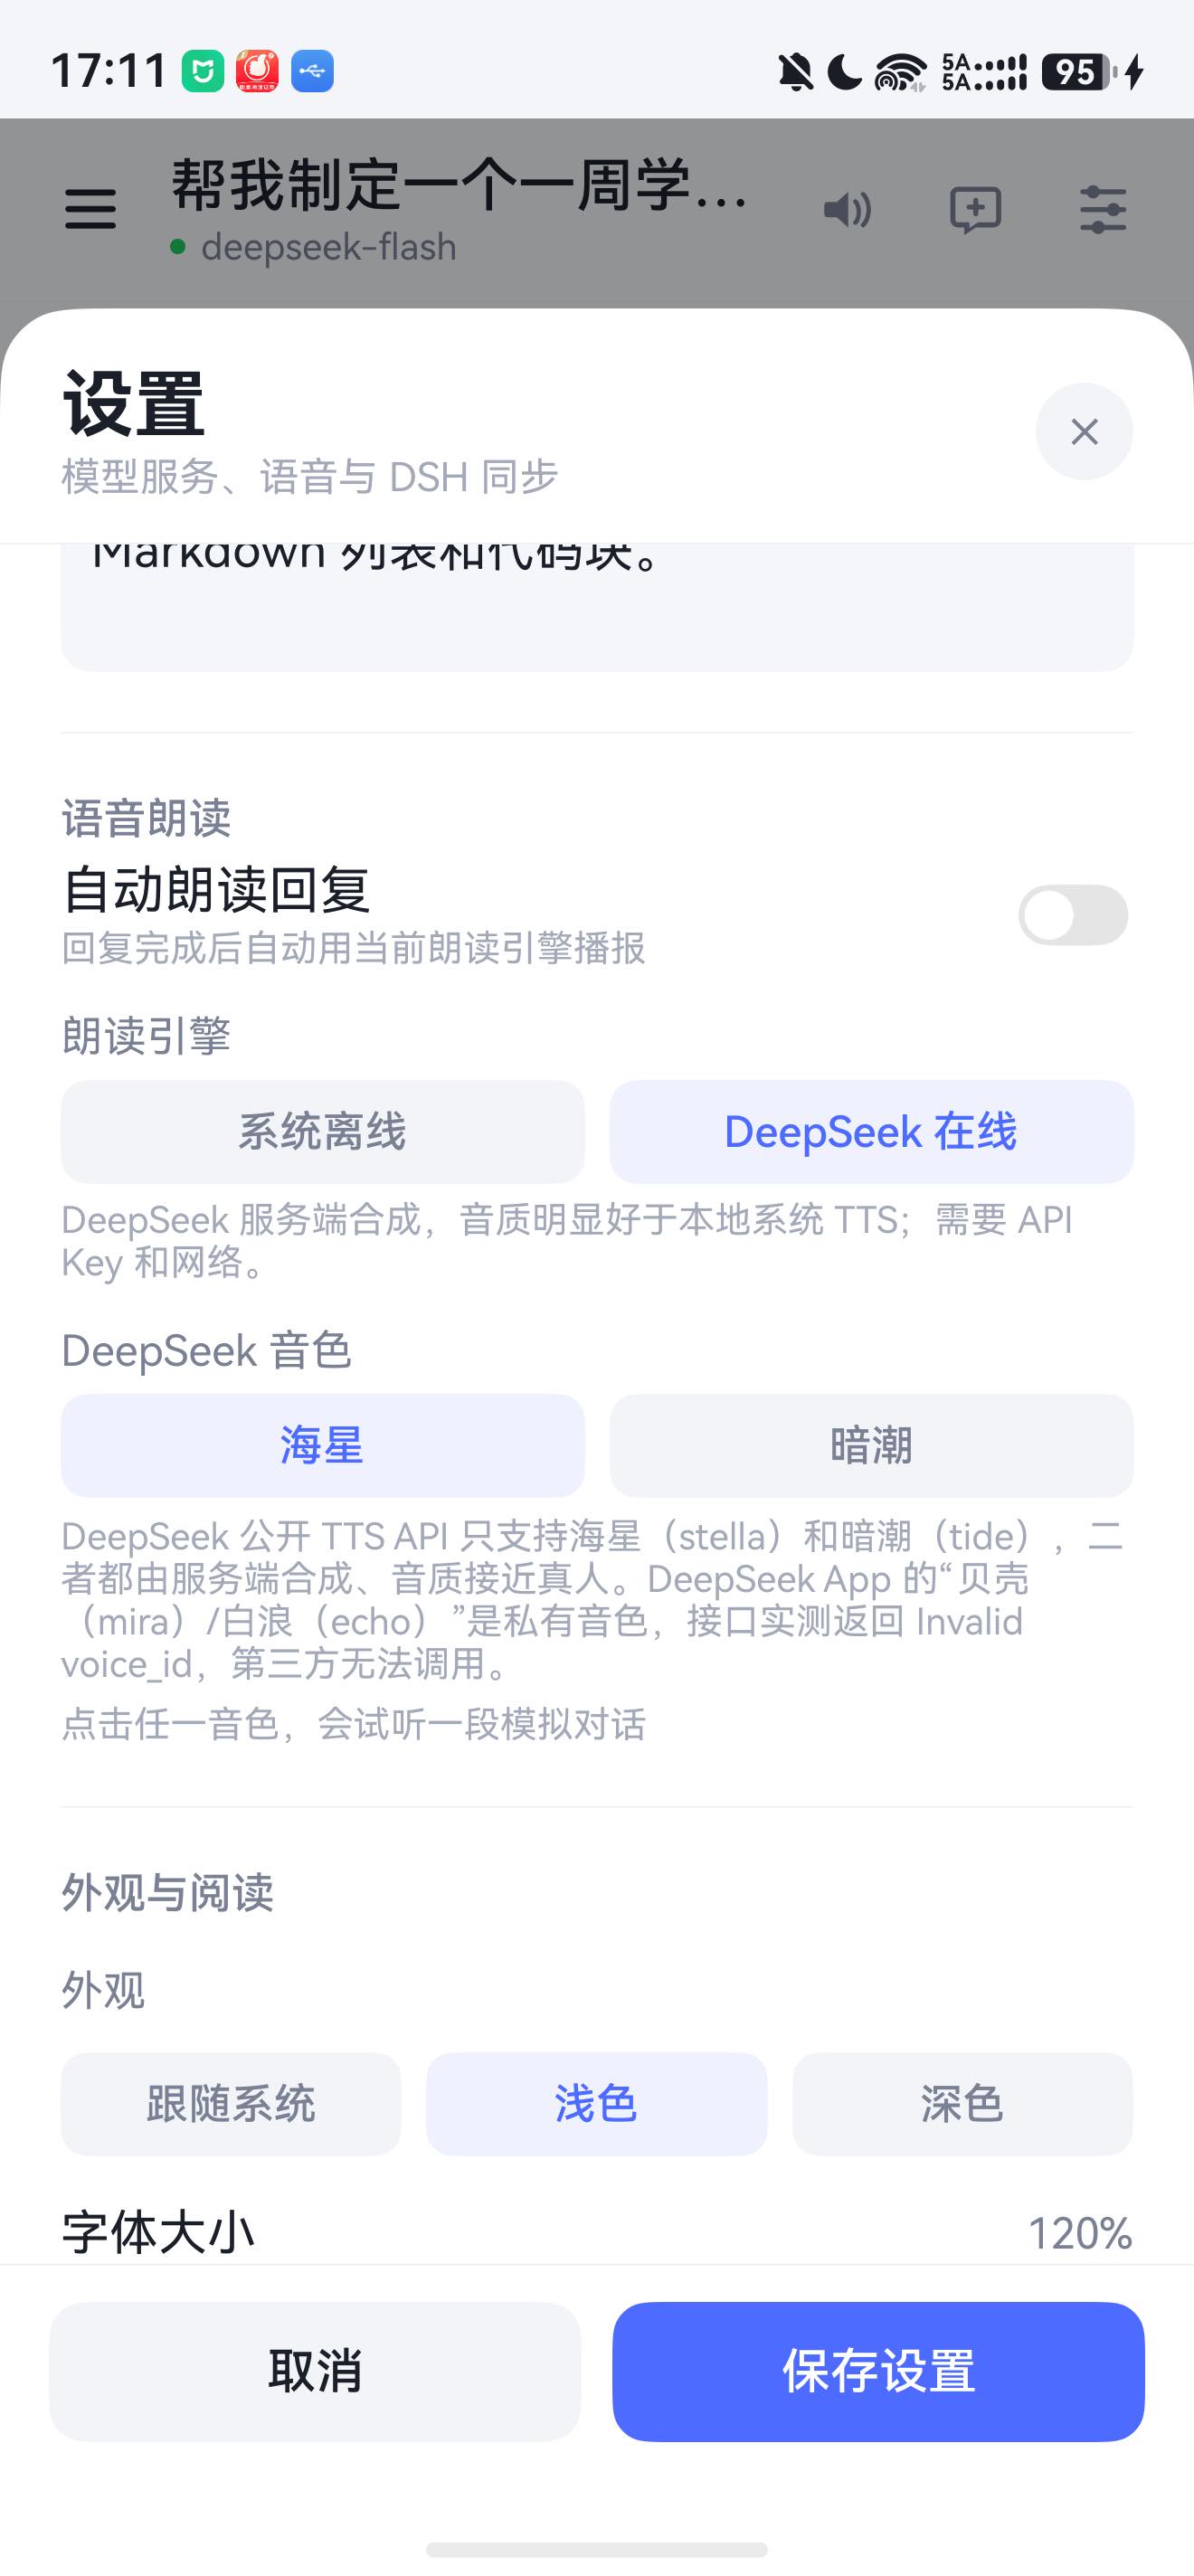 17:11
5A
5A
95
帮我制定一个一周学...
deepseek-flash
设置
模型服务、语音与 DSH 同步
Markdown 列表和代码块。
语音朗读
自动朗读回复
回复完成后自动用当前朗读引擎播报
朗读引擎
系统离线
DeepSeek 在线
DeepSeek 服务端合成，音质明显好于本地系统 TTS；需要 API
Key 和网络。
DeepSeek 音色
海星
暗潮
DeepSeek 公开 TTS API 只支持海星（stella）和暗潮（tide），二
者都由服务端合成、音质接近真人。DeepSeek App 的“贝壳
（mira）/白浪（echo）”是私有音色，接口实测返回 Invalid
voice_id，第三方无法调用。
点击任一音色，会试听一段模拟对话
外观与阅读
外观
跟随系统
浅色
深色
字体大小
120%
取消
保存设置